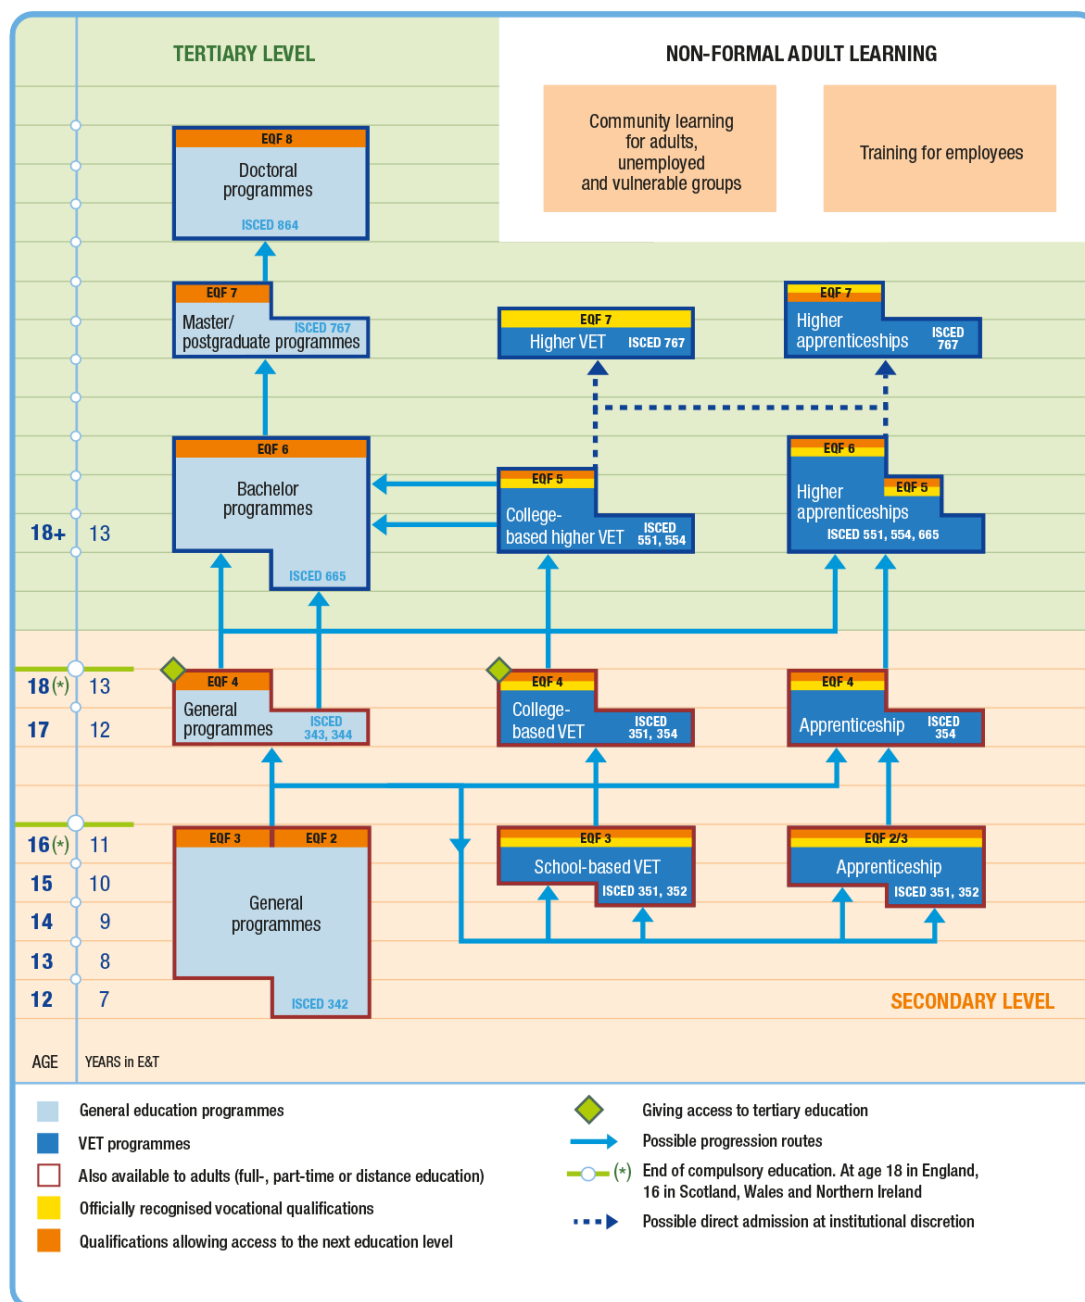 TERTIARY LEVEL
NON-FORMAL ADULT LEARNING
Community learning
for adults,
unemployed
and vulnerable groups
Training for employees
EQF 8
Doctoral
programmes
ISCED 864
EQF 7
Master/
postgraduate programmes
ISCED 767
EQF 7
Higher VET
ISCED 767
EQF 7
Higher
apprenticeships
ISCED
767
EQF 6
Bachelor
programmes
ISCED 665
EQF 5
College-
based higher VET
ISCED
551, 554
EQF 6
EQF 5
Higher
apprenticeships
ISCED 551, 554, 665
18+ 13
18 (*) 13
17 12
EQF 4
General
programmes
ISCED
343, 344
EQF 4
College-
based VET
ISCED
351, 354
EQF 4
Apprenticeship
ISCED
354
16 (*) 11
15 10
14 9
13 8
12 7
EQF 3
EQF 2
General
programmes
ISCED 342
EQF 3
School-based VET
ISCED 351, 352
EQF 2/3
Apprenticeship
ISCED 351, 352
SECONDARY LEVEL
AGE
YEARS in E&T
General education programmes
VET programmes
Also available to adults (full-, part-time or distance education)
Officially recognised vocational qualifications
Qualifications allowing access to the next education level
Giving access to tertiary education
Possible progression routes
(*) End of compulsory education. At age 18 in England,
16 in Scotland, Wales and Northern Ireland
Possible direct admission at institutional discretion